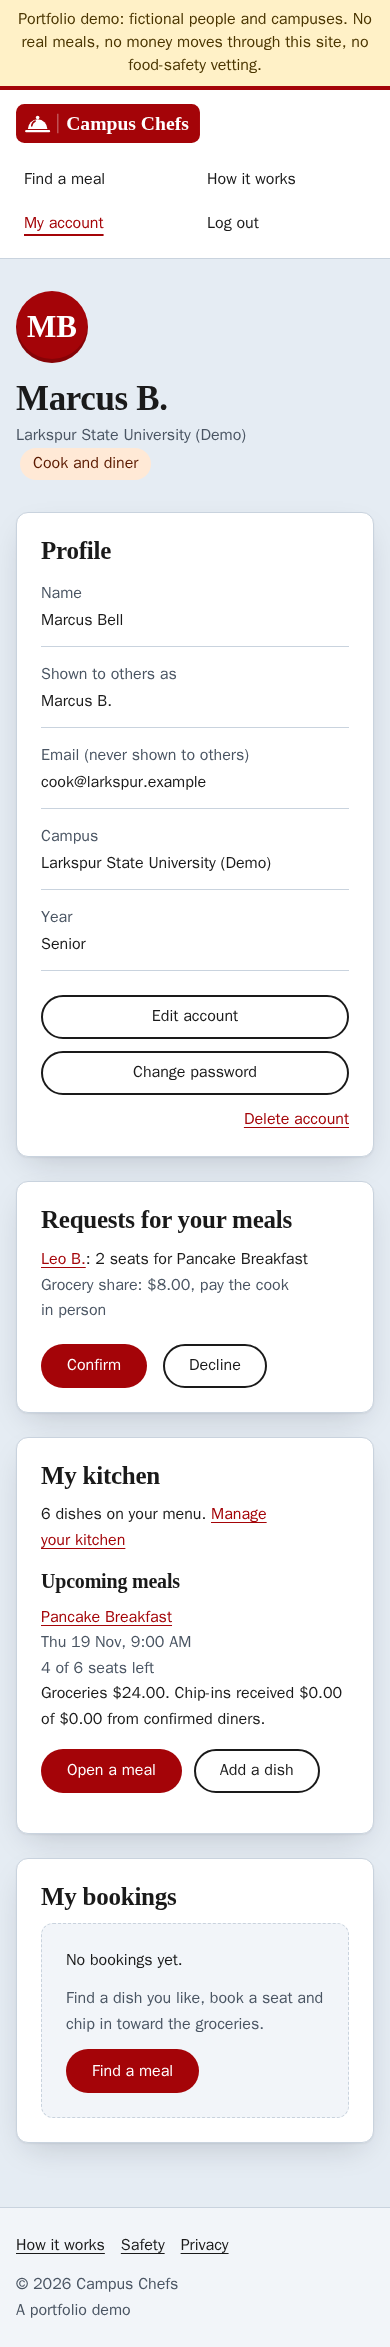 Portfolio demo: fictional people and campuses. No
real meals, no money moves through this site, no
food-safety vetting.
Campus Chefs
Find a meal
How it works
My account
Log out
MB
Marcus B.
Larkspur State University (Demo)
Cook and diner
Profile
Name
Marcus Bell
Shown to others as
Marcus B.
Email (never shown to others)
cook@larkspur.example
Campus
Larkspur State University (Demo)
Year
Senior
Edit account
Change password
Delete account
Requests for your meals
Leo B.: 2 seats for Pancake Breakfast
Grocery share: $8.00, pay the cook
in person
Confirm
Decline
My kitchen
6 dishes on your menu. Manage
your kitchen
Upcoming meals
Pancake Breakfast
Thu 19 Nov, 9:00 AM
4 of 6 seats left
Groceries $24.00. Chip-ins received $0.00
of $0.00 from confirmed diners.
Open a meal
Add a dish
My bookings
No bookings yet.
Find a dish you like, book a seat and
chip in toward the groceries.
Find a meal
How it works
Safety
Privacy
© 2026 Campus Chefs
A portfolio demo